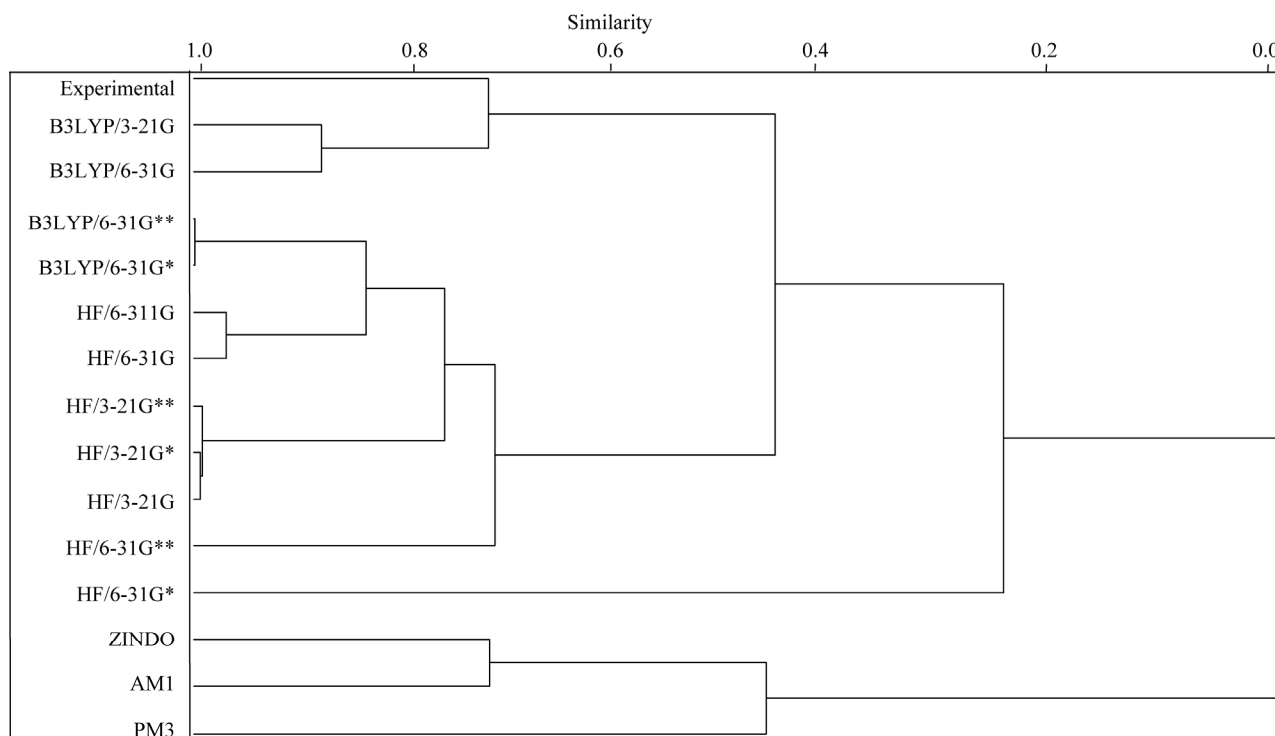 Similarity
1.0 0.8 0.6 0.4 0.2 0.0
Experimental
B3LYP/3-21G
B3LYP/6-31G
B3LYP/6-31G**
B3LYP/6-31G*
HF/6-311G
HF/6-31G
HF/3-21G**
HF/3-21G*
HF/3-21G
HF/6-31G**
HF/6-31G*
ZINDO
AM1
PM3